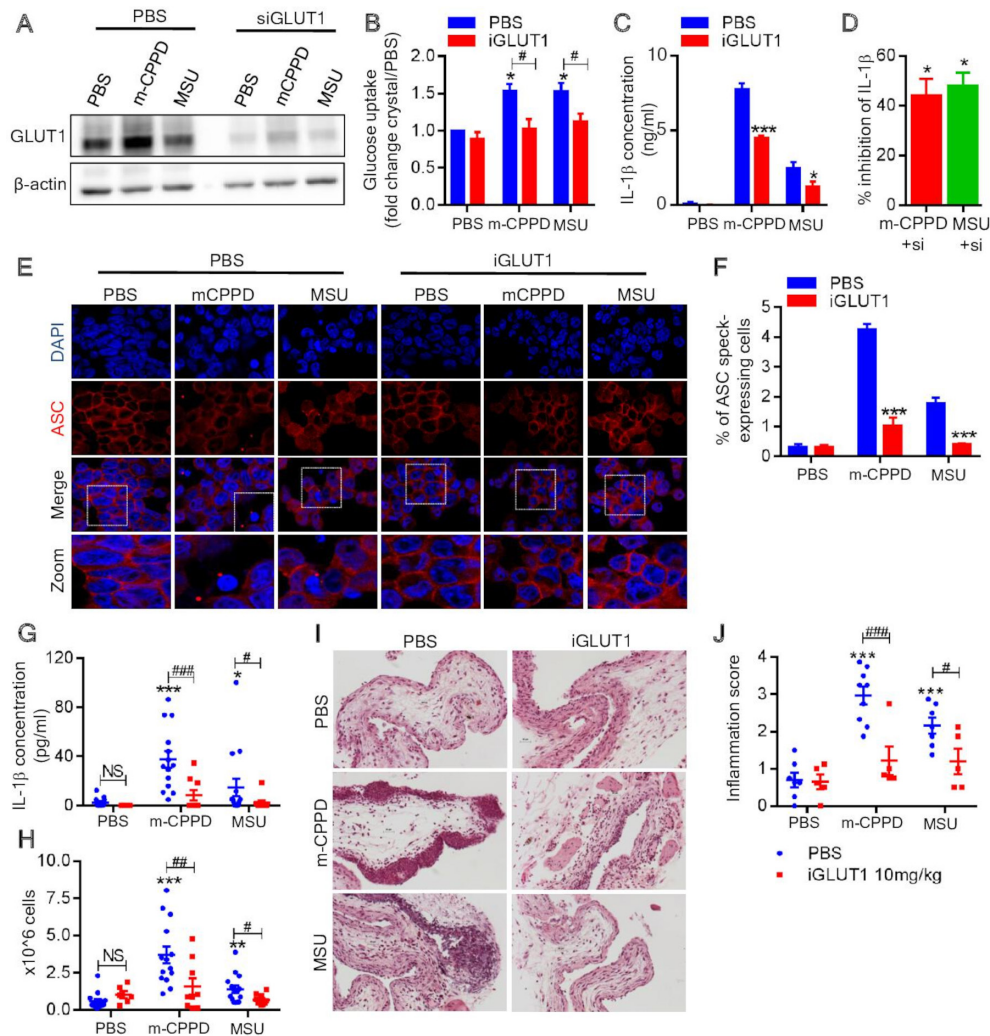 A
PBS
siGLUT1
PBS
m-CPPD
MSU
PBS
mCPPD
MSU
GLUT1
β-actin
B
PBS
iGLUT1
Glucose uptake
(fold change crystal/PBS)
2.0
1.5
1.0
0.5
0.0
*
#
*
#
PBS m-CPPD MSU
C
PBS
iGLUT1
IL-1β concentration
(ng/ml)
9
6
3
0
***
*
PBS m-CPPD MSU
D
% inhibition of IL-1β
60
40
20
0
*
*
m-CPPD MSU
+si +si
E
PBS
iGLUT1
PBS mCPPD MSU PBS mCPPD MSU
DAPI
ASC
Merge
Zoom
F
PBS
iGLUT1
% of ASC speck-
expressing cells
5
4
3
2
1
0
***
***
PBS m-CPPD MSU
G
IL-1β concentration
(pg/ml)
120
80
40
0
NS
***
###
*
#
PBS m-CPPD MSU
H
x10^6 cells
10.0
7.5
5.0
2.5
0.0
NS
***
##
**
#
PBS m-CPPD MSU
I
PBS iGLUT1
PBS
m-CPPD
MSU
J
Inflammation score
4
3
2
1
0
***
###
***
#
PBS m-CPPD MSU
PBS
iGLUT1 10mg/kg